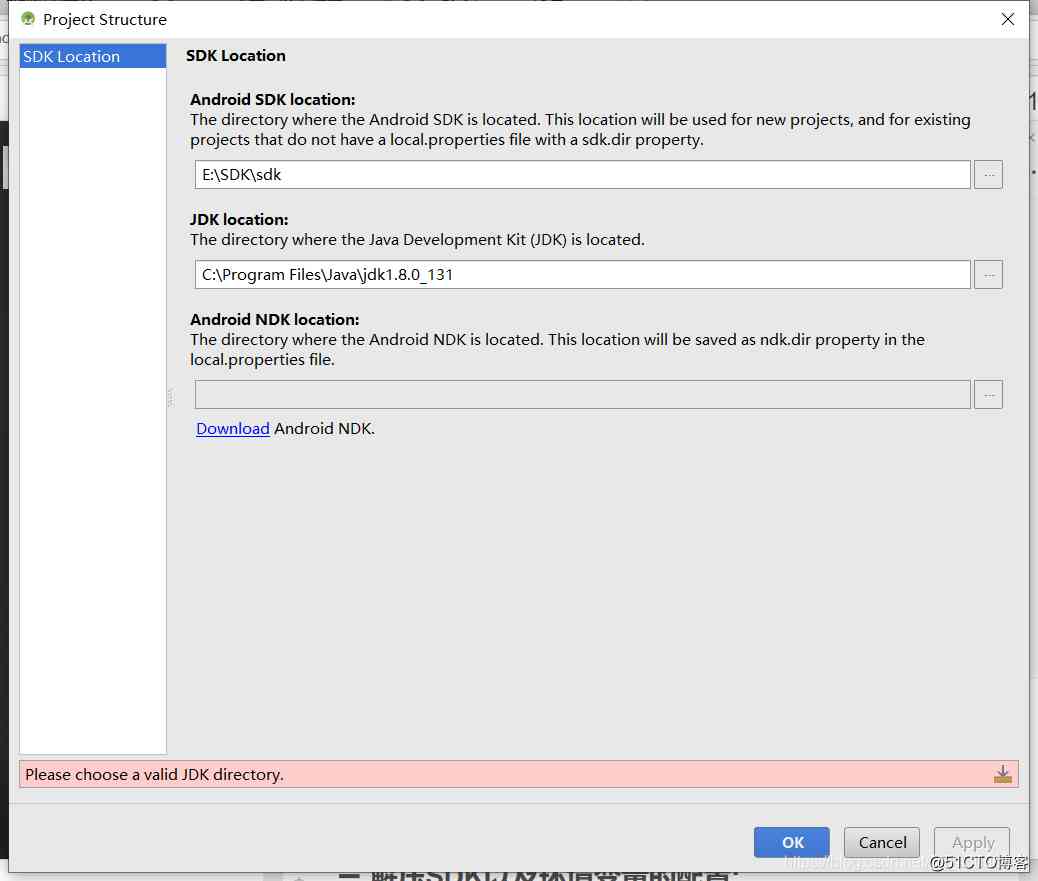 Project Structure
SDK Location
SDK Location
Android SDK location:
The directory where the Android SDK is located. This location will be used for new projects, and for existing
projects that do not have a local.properties file with a sdk.dir property.
E:\SDK\sdk
...
JDK location:
The directory where the Java Development Kit (JDK) is located.
C:\Program Files\Java\jdk1.8.0_131
...
Android NDK location:
The directory where the Android NDK is located. This location will be saved as ndk.dir property in the
local.properties file.
...
Download Android NDK.
Please choose a valid JDK directory.
OK
Cancel
Apply
@51CTO博客